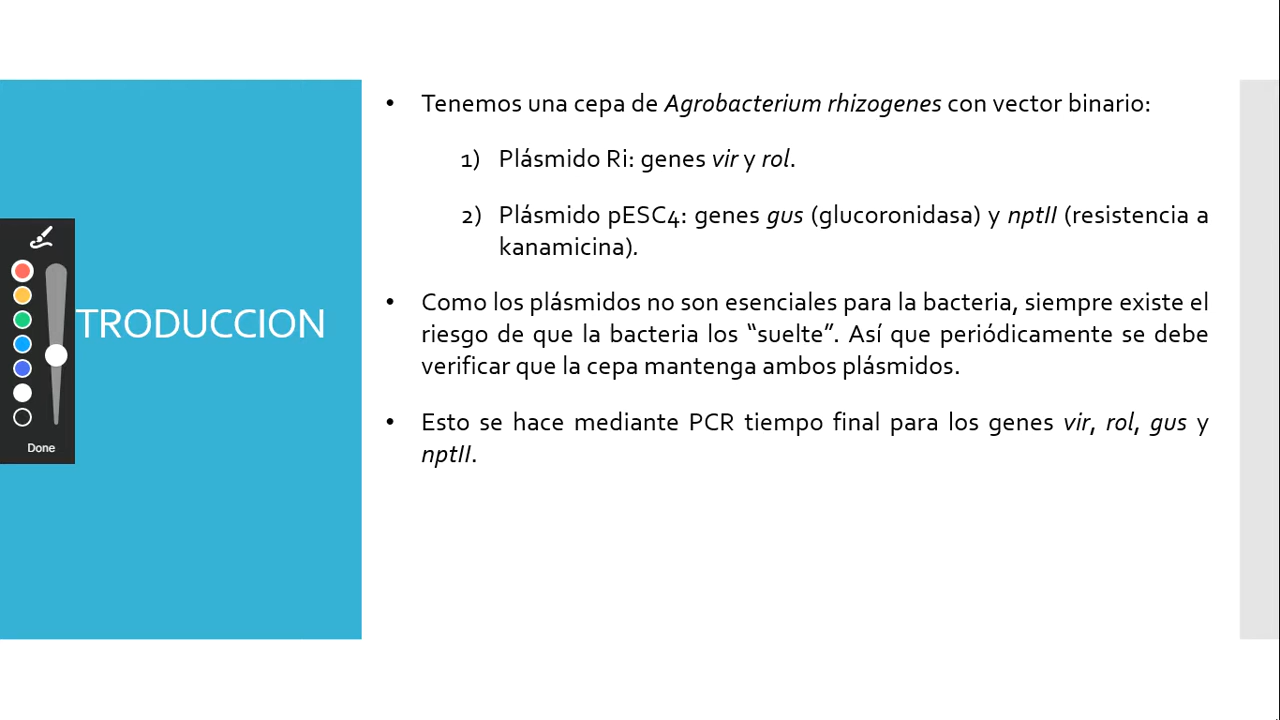 • Tenemos una cepa de Agrobacterium rhizogenes con vector binario:
1) Plásmido Ri: genes vir y rol.
2) Plásmido pESC4: genes gus (glucoronidasa) y nptII (resistencia a
kanamicina).
• Como los plásmidos no son esenciales para la bacteria, siempre existe el
riesgo de que la bacteria los “suelte”. Así que periódicamente se debe
verificar que la cepa mantenga ambos plásmidos.
• Esto se hace mediante PCR tiempo final para los genes vir, rol, gus y
nptII.
TRODUCCION
Done